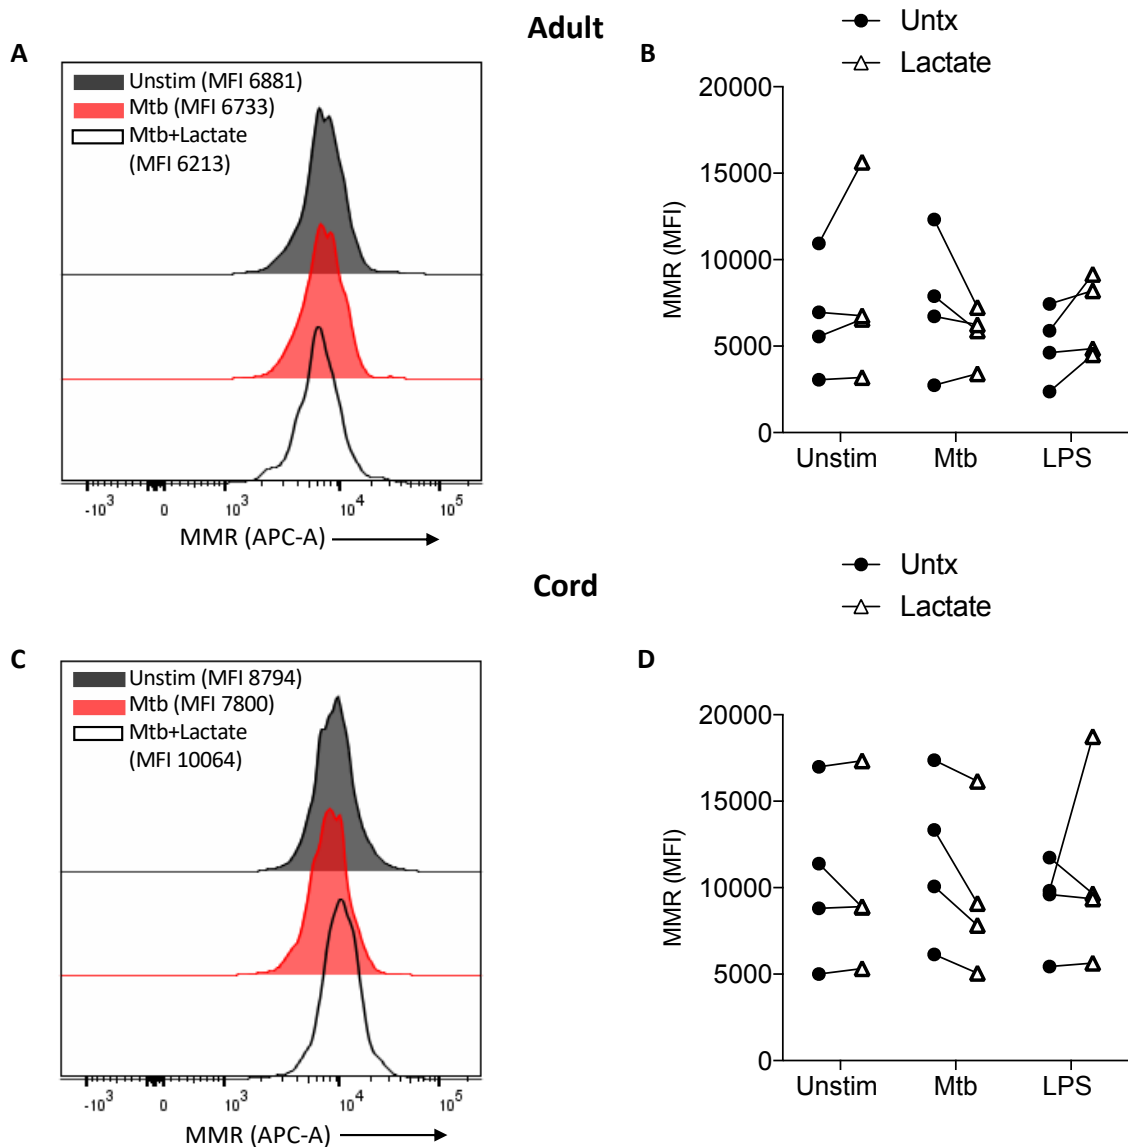 Adult
A
Unstim (MFI 6881)
Mtb (MFI 6733)
Mtb+Lactate
(MFI 6213)
-10³ 0 10³ 10⁴ 10⁵
MMR (APC-A)
B
Untx
Lactate
20000
15000
10000
5000
0
MMR (MFI)
Unstim Mtb LPS
Cord
C
Unstim (MFI 8794)
Mtb (MFI 7800)
Mtb+Lactate
(MFI 10064)
-10³ 0 10³ 10⁴ 10⁵
MMR (APC-A)
Untx
Lactate
D
20000
15000
10000
5000
0
MMR (MFI)
Unstim Mtb LPS